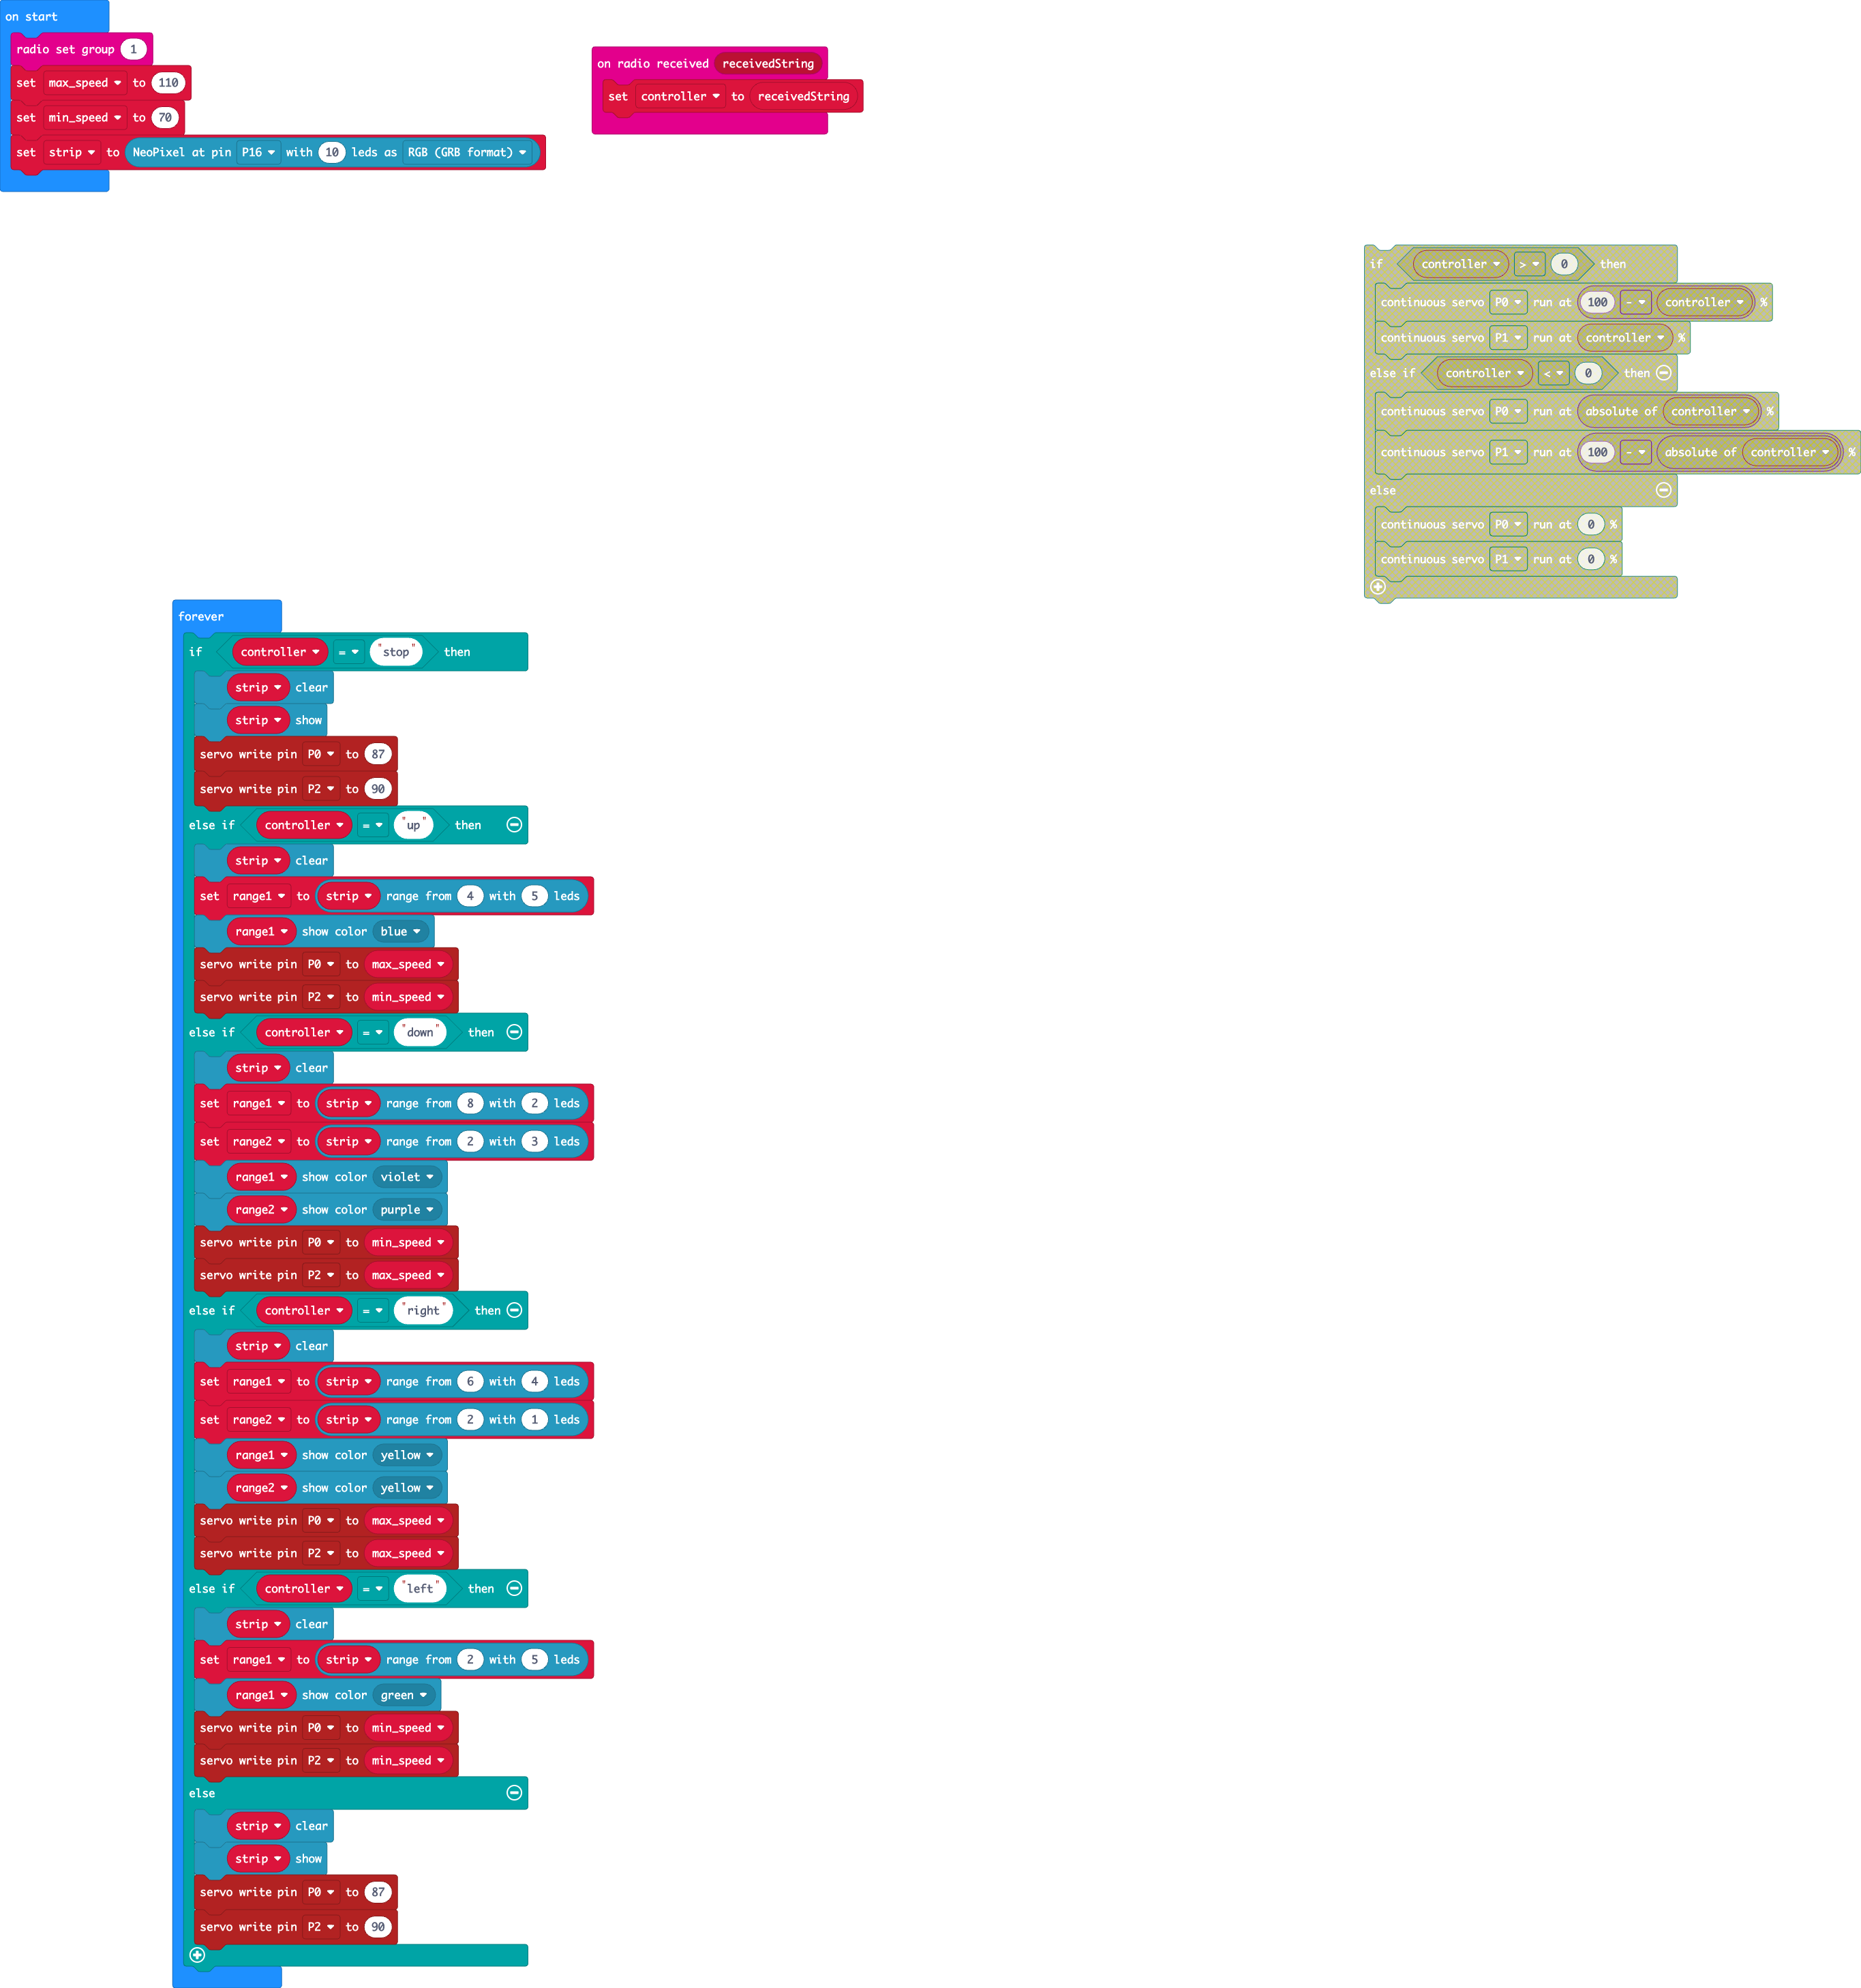 on start
radio set group 1
set max_speed to 110
set min_speed to 70
set strip to NeoPixel at pin P16 with 10 leds as RGB (GRB format)
on radio received receivedString
set controller to receivedString
if controller > 0 then
continuous servo P0 run at 100 - controller %
continuous servo P1 run at controller %
else if controller < 0 then
continuous servo P0 run at absolute of controller %
continuous servo P1 run at 100 - absolute of controller %
else
continuous servo P0 run at 0 %
continuous servo P1 run at 0 %
forever
if controller = "stop" then
strip clear
strip show
servo write pin P0 to 87
servo write pin P2 to 90
else if controller = "up" then
strip clear
set range1 to strip range from 4 with 5 leds
range1 show color blue
servo write pin P0 to max_speed
servo write pin P2 to min_speed
else if controller = "down" then
strip clear
set range1 to strip range from 8 with 2 leds
set range2 to strip range from 2 with 3 leds
range1 show color violet
range2 show color purple
servo write pin P0 to min_speed
servo write pin P2 to max_speed
else if controller = "right" then
strip clear
set range1 to strip range from 6 with 4 leds
set range2 to strip range from 2 with 1 leds
range1 show color yellow
range2 show color yellow
servo write pin P0 to max_speed
servo write pin P2 to max_speed
else if controller = "left" then
strip clear
set range1 to strip range from 2 with 5 leds
range1 show color green
servo write pin P0 to min_speed
servo write pin P2 to min_speed
else
strip clear
strip show
servo write pin P0 to 87
servo write pin P2 to 90